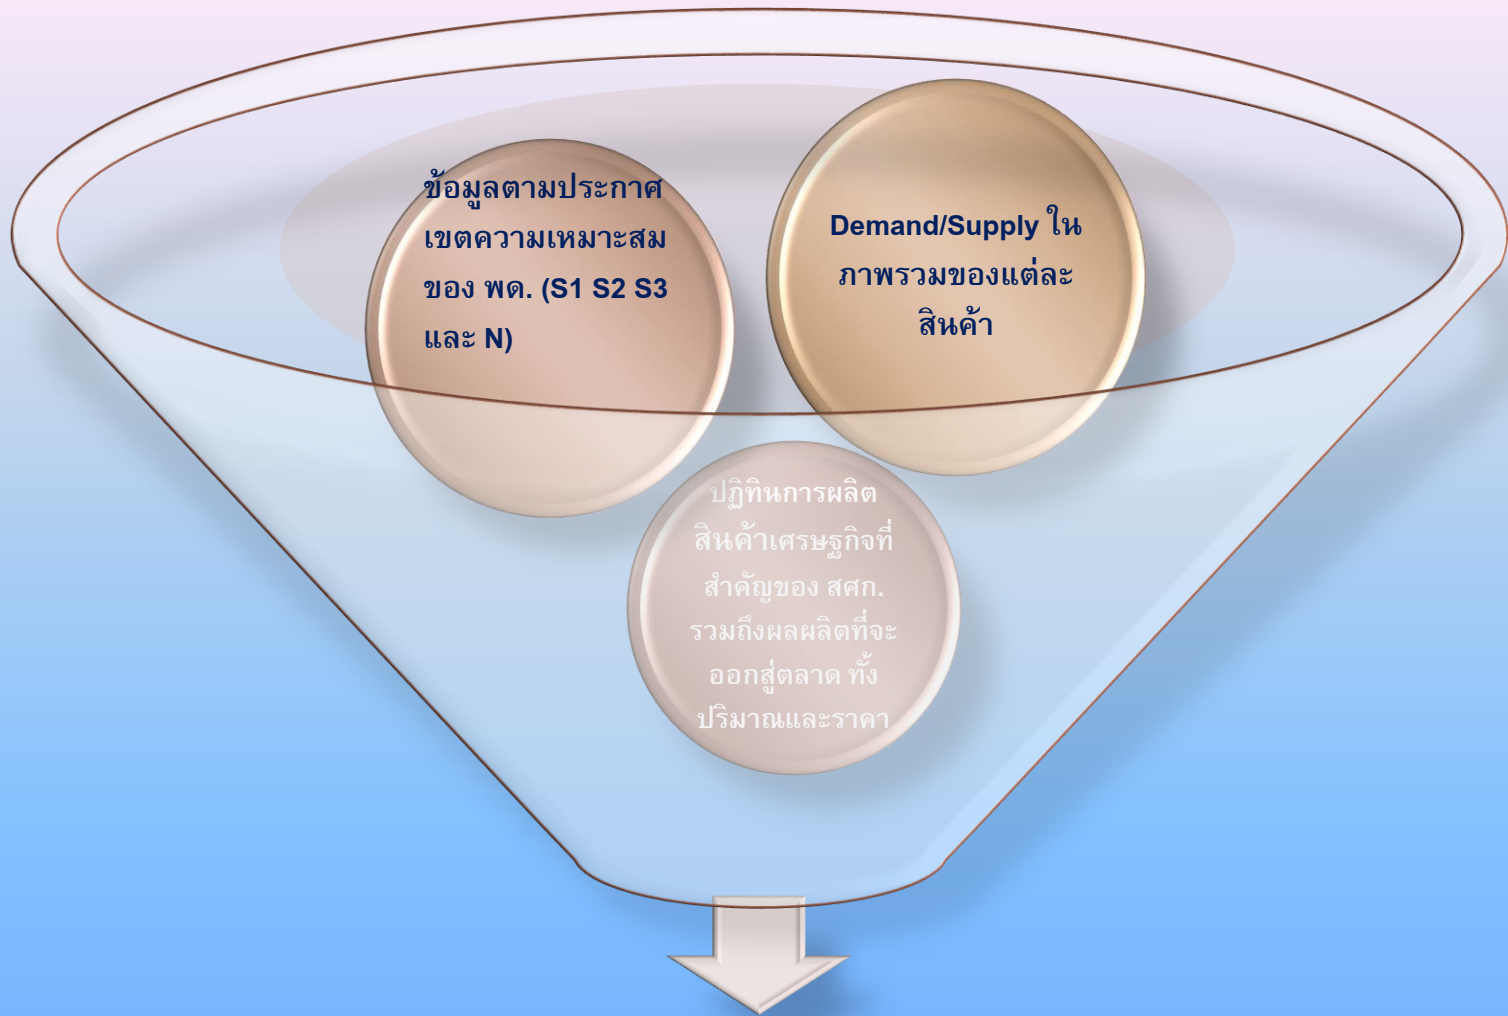 ข้อมูลตามประกาศ
เขตความเหมาะสม
ของ พด. (S1 S2 S3
และ N)
Demand/Supply ใน
ภาพรวมของแต่ละ
สินค้า
ปฏิทินการผลิต
สินค้าเศรษฐกิจที่
สำคัญของ สศก.
รวมถึงผลผลิตที่จะ
ออกสู่ตลาด ทั้ง
ปริมาณและราคา